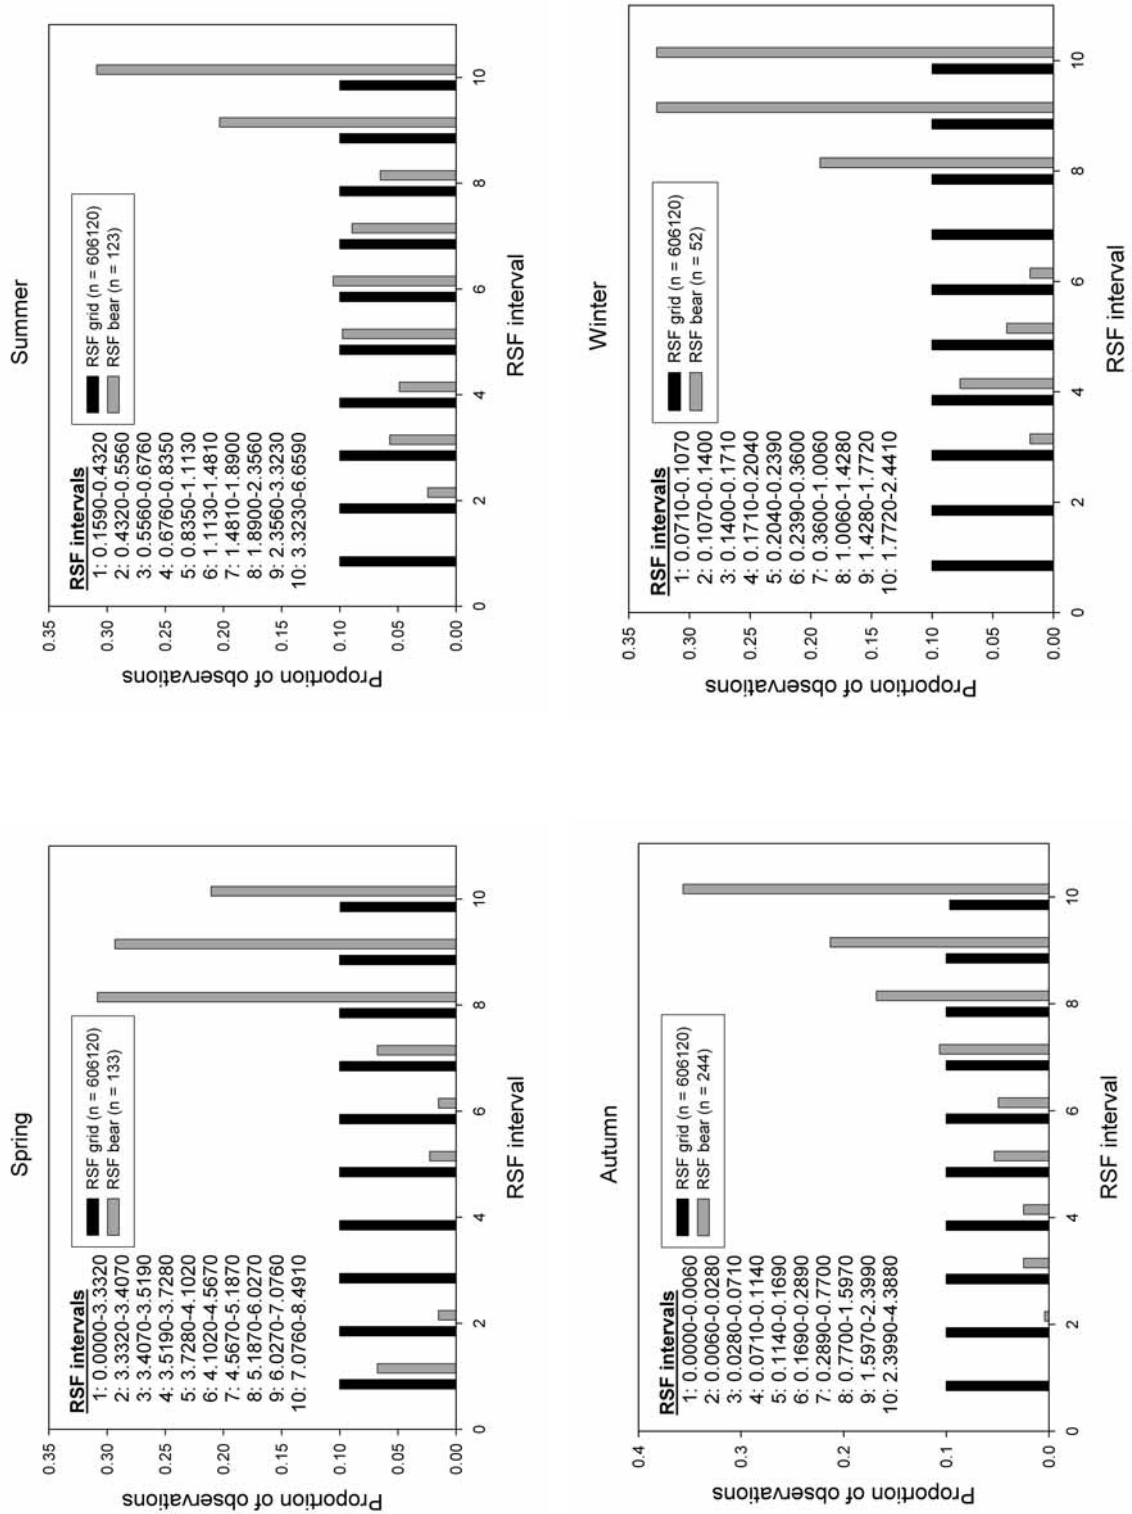 Spring
Proportion of observations
0.35
0.30
0.25
0.20
0.15
0.10
0.05
0.00
RSF intervals
1: 0.0000-3.3320
2: 3.3320-3.4070
3: 3.4070-3.5190
4: 3.5190-3.7280
5: 3.7280-4.1020
6: 4.1020-4.5670
7: 4.5670-5.1870
8: 5.1870-6.0270
9: 6.0270-7.0760
10: 7.0760-8.4910
RSF grid (n = 606120)
RSF bear (n = 133)
0 2 4 6 8 10
RSF interval
Summer
Proportion of observations
0.35
0.30
0.25
0.20
0.15
0.10
0.05
0.00
RSF intervals
1: 0.1590-0.4320
2: 0.4320-0.5560
3: 0.5560-0.6760
4: 0.6760-0.8350
5: 0.835-1.1130
6: 1.1130-1.4810
7: 1.4810-1.8900
8: 1.8900-2.3560
9: 2.3560-3.3230
10: 3.3230-6.6590
RSF grid (n = 606120)
RSF bear (n = 123)
0 2 4 6 8 10
RSF interval
Autumn
Proportion of observations
0.4
0.3
0.2
0.1
0.0
RSF intervals
1: 0.0000-0.0060
2: 0.0060-0.0280
3: 0.0280-0.0710
4: 0.0710-0.1140
5: 0.1140-0.1690
6: 0.1690-0.2890
7: 0.2890-0.7700
8: 0.7700-1.5970
9: 1.5970-2.3990
10: 2.3990-4.3880
RSF grid (n = 606120)
RSF bear (n = 244)
0 2 4 6 8 10
RSF interval
Winter
Proportion of observations
0.35
0.30
0.25
0.20
0.15
0.10
0.05
0.00
RSF intervals
1: 0.0710-0.1070
2: 0.1070-0.1400
3: 0.1400-0.1710
4: 0.1710-0.2040
5: 0.2040-0.2390
6: 0.2390-0.3600
7: 0.3600-1.0060
8: 1.0060-1.4280
9: 1.4280-1.7720
10: 1.7720-2.4410
RSF grid (n = 606120)
RSF bear (n = 52)
0 2 4 6 8 10
RSF interval